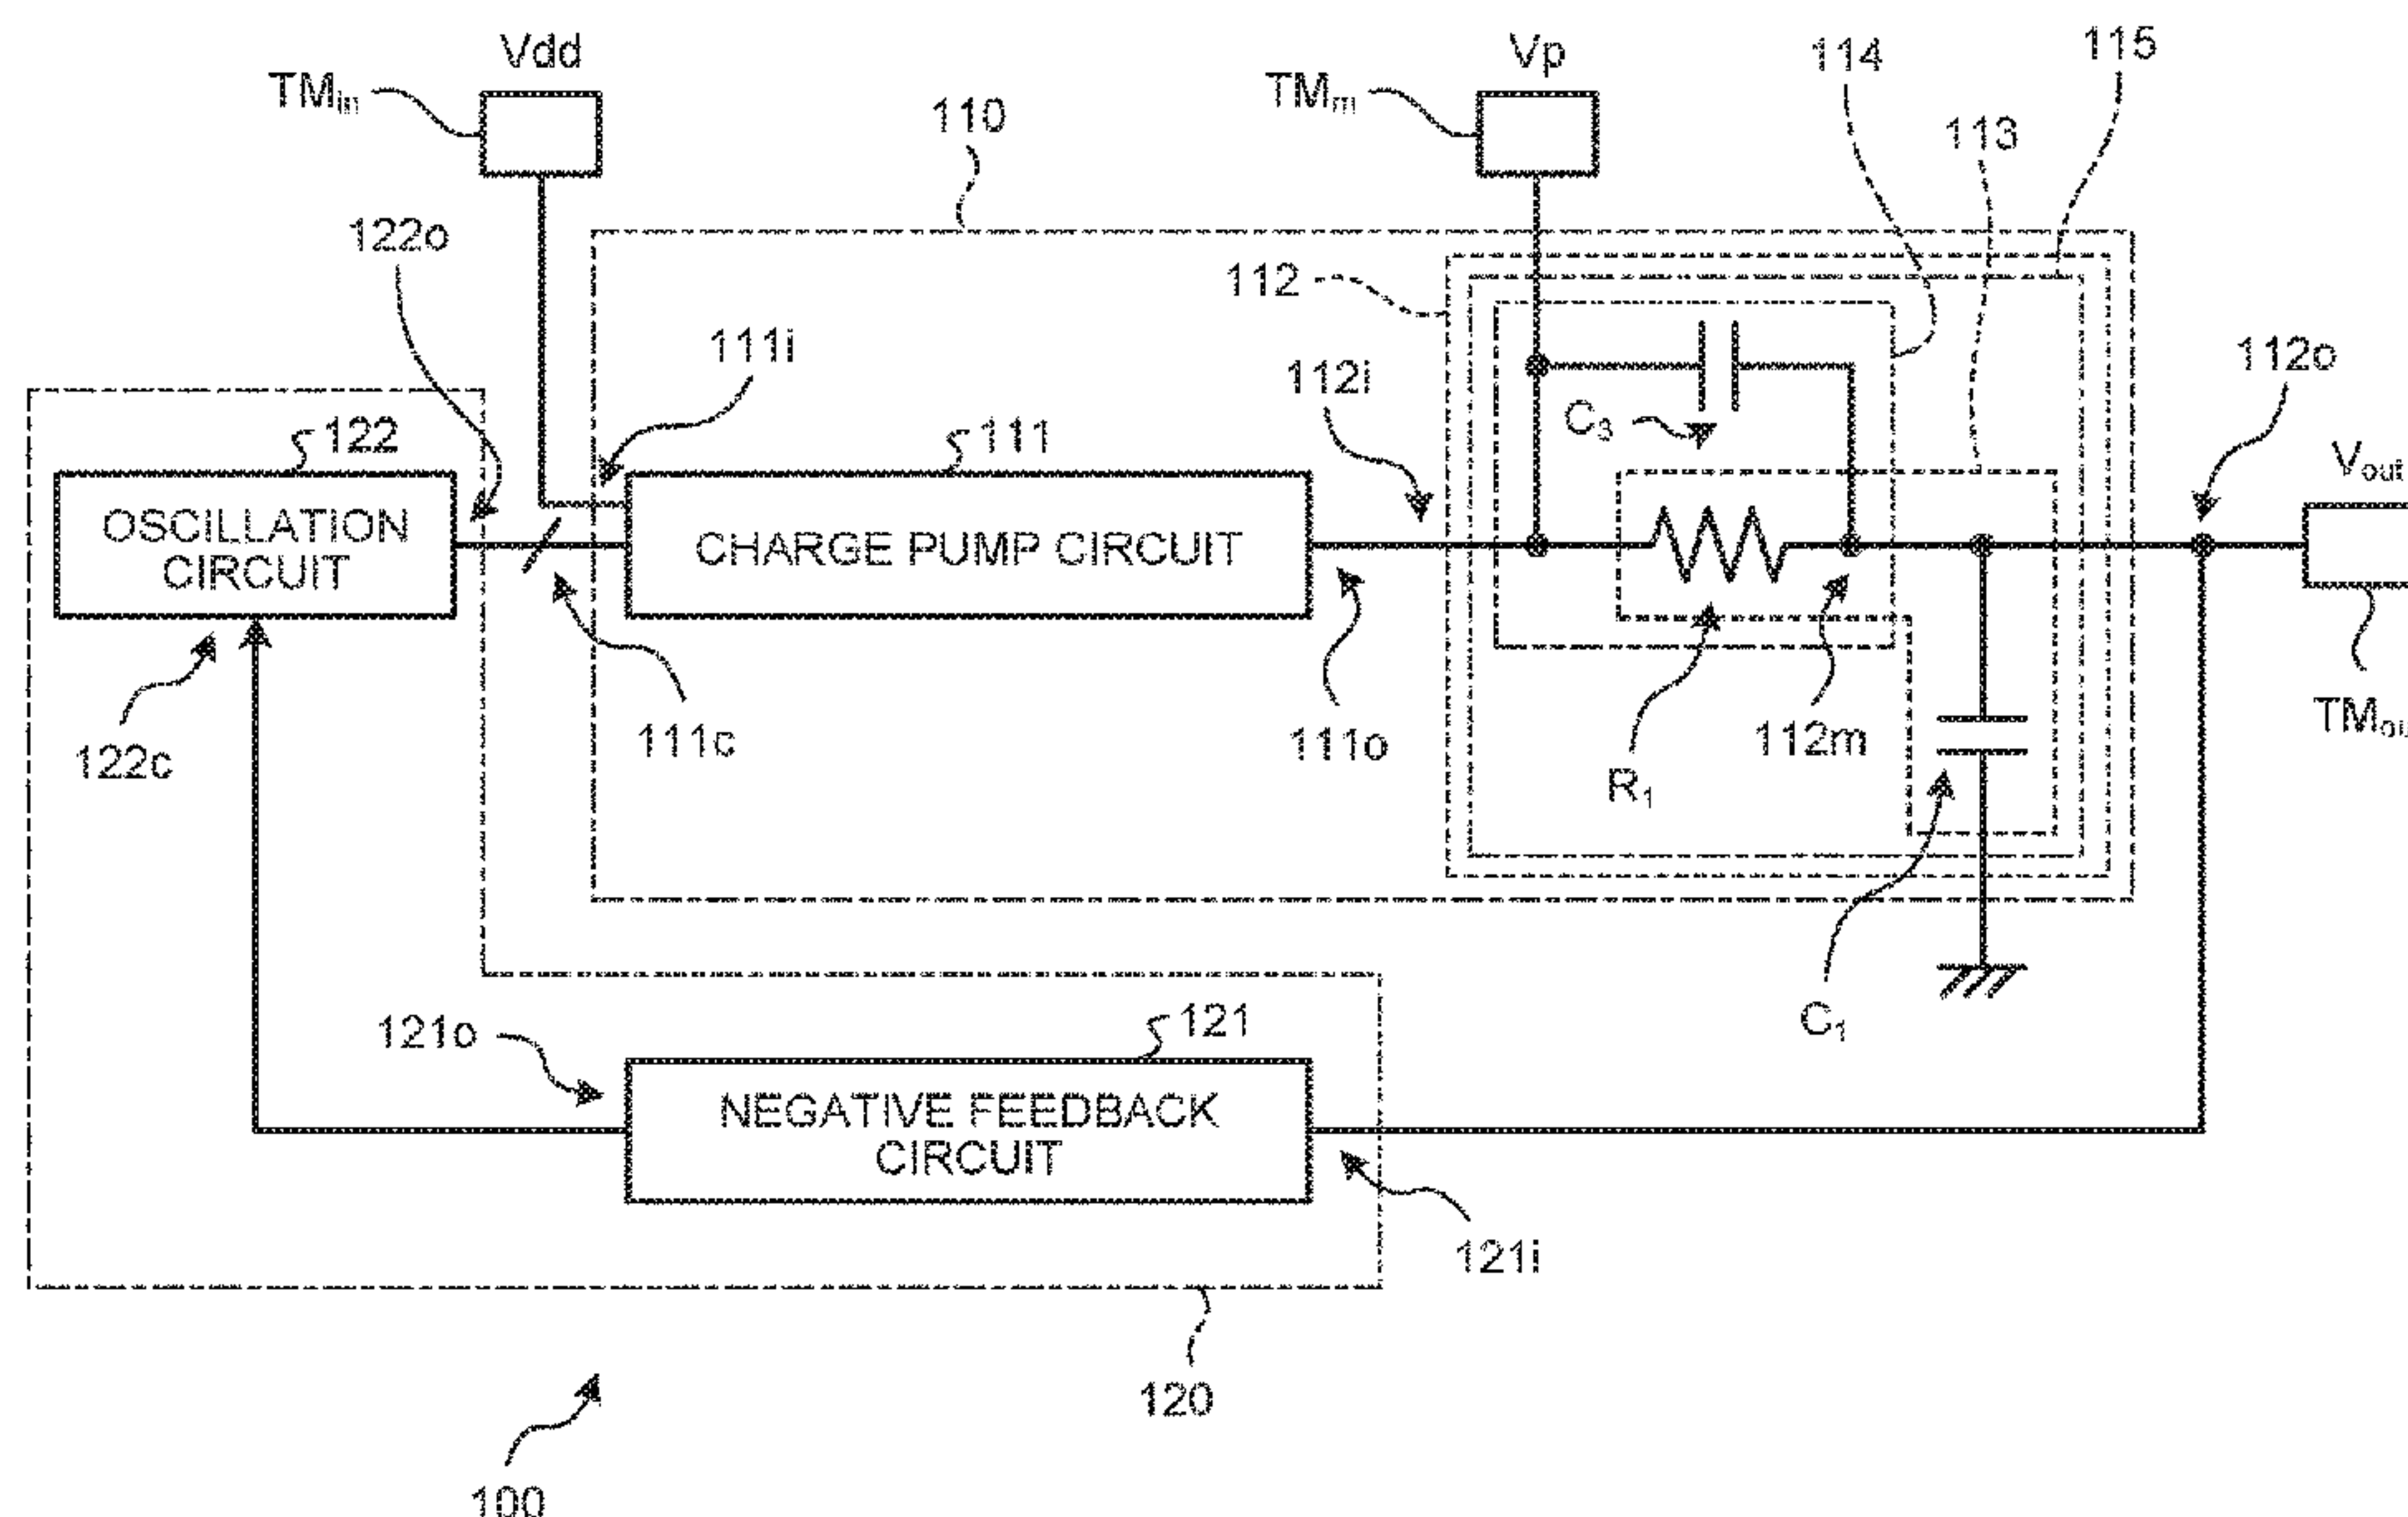 Vdd
Vp
114
115
TMin
110
TMm
113
122o
112
111i
112i
112o
C3
122
111
Vout
OSCILLATION
CIRCUIT
CHARGE PUMP CIRCUIT
122c
111c
111o
R1
112m
TMou
121o
121
C1
NEGATIVE FEEDBACK
CIRCUIT
121i
120
100